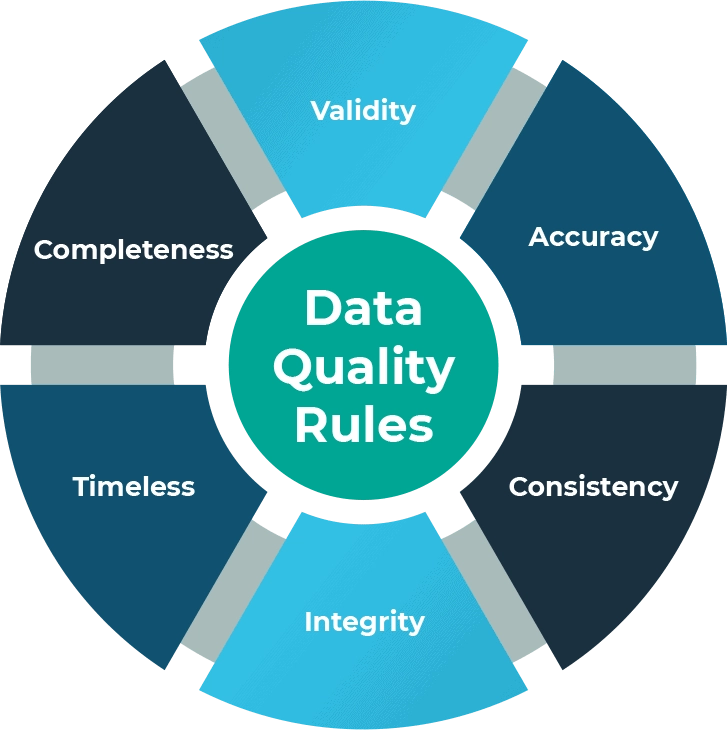 Validity
Accuracy
Completeness
Data
Quality
Rules
Timeless
Consistency
Integrity